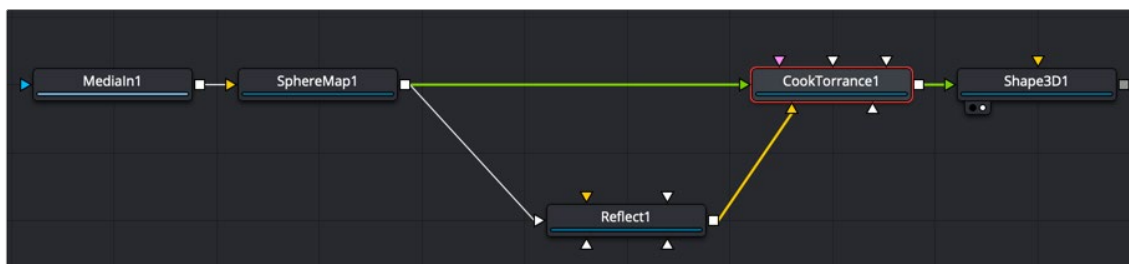 MediaIn1
SphereMap1
CookTorrance1
Shape3D1
Reflect1